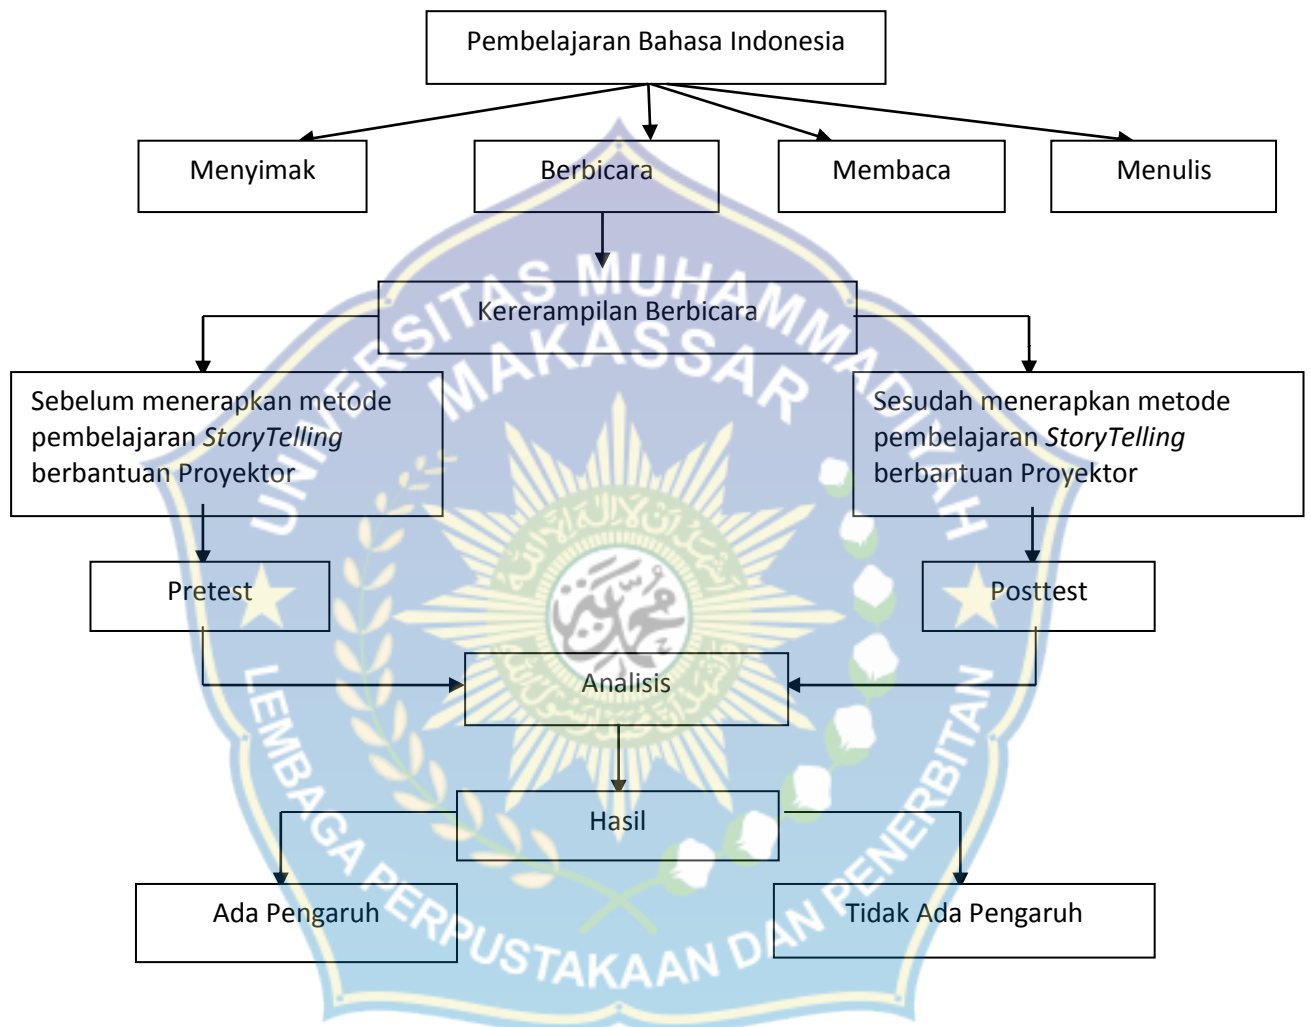 Pembelajaran Bahasa Indonesia
Menyimak
Berbicara
Membaca
Menulis
Kererampilan Berbicara
Sebelum menerapkan metode
pembelajaran StoryTelling
berbantuan Proyektor
Sesudah menerapkan metode
pembelajaran StoryTelling
berbantuan Proyektor
Pretest
Posttest
Analisis
Hasil
Ada Pengaruh
Tidak Ada Pengaruh
UNIVERSITAS MUHAMMADIYAH
MAKASSAR
LEMBAGA PERPUSTAKAAN DAN PENERBITAN